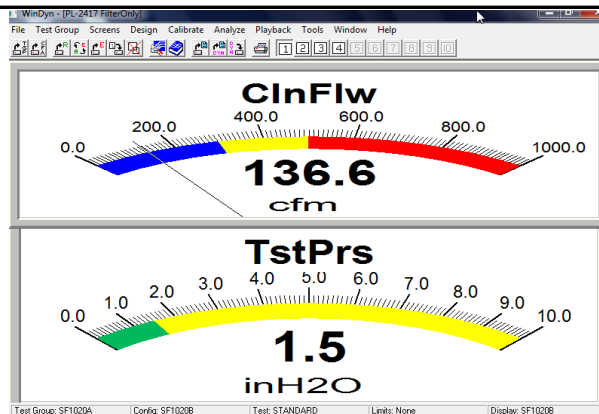 WinDyn - [PL-2417 FilterOnly]
File Test Group Screens Design Calibrate Analyze Playback Tools Window Help
1 2 3 4 5 6 7 8 9 10
ClnFlw
0.0 200.0 400.0 600.0 800.0 1000.0
136.6
cfm
TstPrs
0.0 1.0 2.0 3.0 4.0 5.0 6.0 7.0 8.0 9.0 10.0
1.5
inH2O
Test Group: SF1020A Config: SF1020B Test: STANDARD Limits: None Display: SF1020B